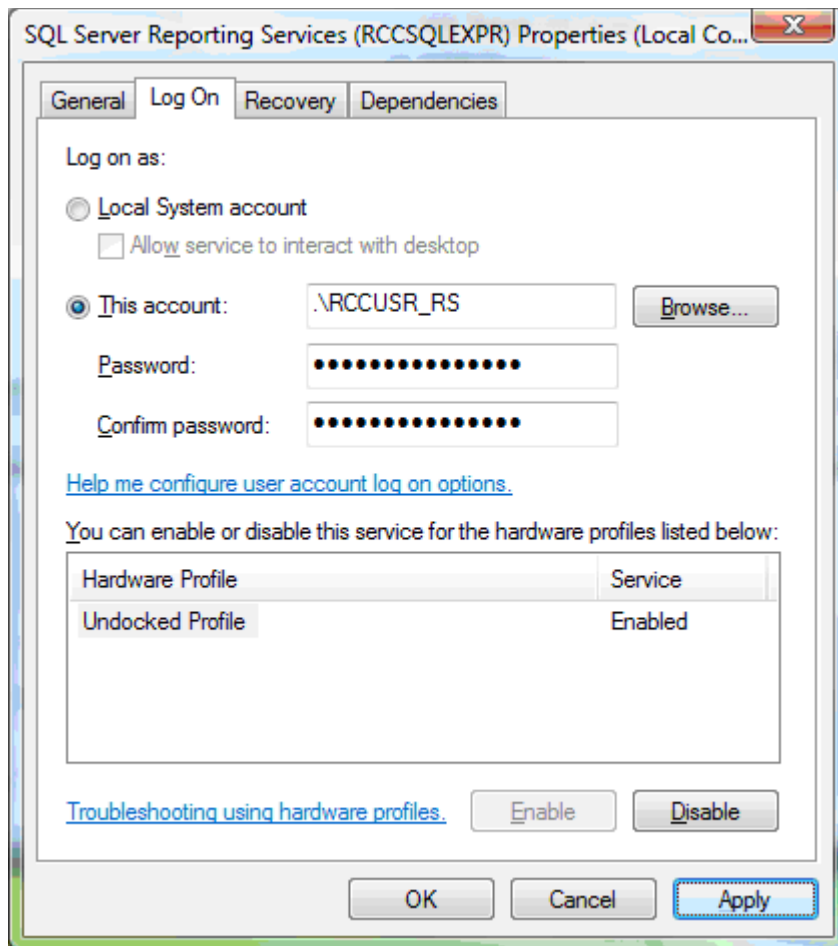 SQL Server Reporting Services (RCCSQLEXPR) Properties (Local Co...
General Log On Recovery Dependencies
Log on as:
Local System account
Allow service to interact with desktop
This account: .\RCCUSR_RS Browse...
Password: •••••••••••••••
Confirm password: •••••••••••••••
Help me configure user account log on options.
You can enable or disable this service for the hardware profiles listed below:
Hardware Profile Service
Undocked Profile Enabled
Troubleshooting using hardware profiles. Enable Disable
OK Cancel Apply